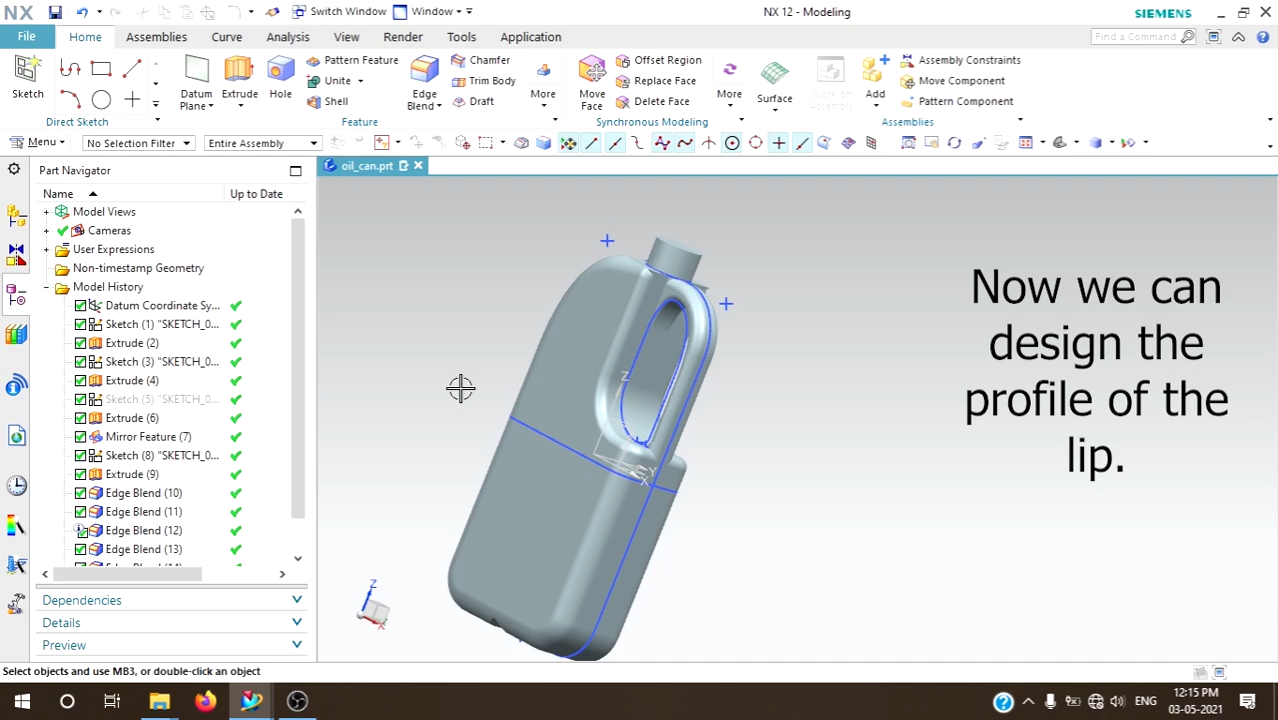 NX
Switch Window
Window
NX 12 - Modeling
SIEMENS
File
Home
Assemblies
Curve
Analysis
View
Render
Tools
Application
Find a Command
Sketch
Direct Sketch
Datum Plane
Extrude
Hole
Pattern Feature
Unite
Shell
Edge Blend
Chamfer
Trim Body
Draft
More
Feature
Move Face
Offset Region
Replace Face
Delete Face
More
Synchronous Modeling
Surface
Work on Assembly
Add
Assembly Constraints
Move Component
Pattern Component
Assemblies
Menu
No Selection Filter
Entire Assembly
Part Navigator
oil_can.prt
Name
Up to Date
Model Views
Cameras
User Expressions
Non-timestamp Geometry
Model History
Datum Coordinate Sy...
Sketch (1) "SKETCH_0...
Extrude (2)
Sketch (3) "SKETCH_0...
Extrude (4)
Sketch (5) "SKETCH_0...
Extrude (6)
Mirror Feature (7)
Sketch (8) "SKETCH_0...
Extrude (9)
Edge Blend (10)
Edge Blend (11)
Edge Blend (12)
Edge Blend (13)
Dependencies
Details
Preview
Z
Y
X
Z
X
Now we can
design the
profile of the
lip.
Select objects and use MB3, or double-click an object
ENG
12:15 PM
03-05-2021